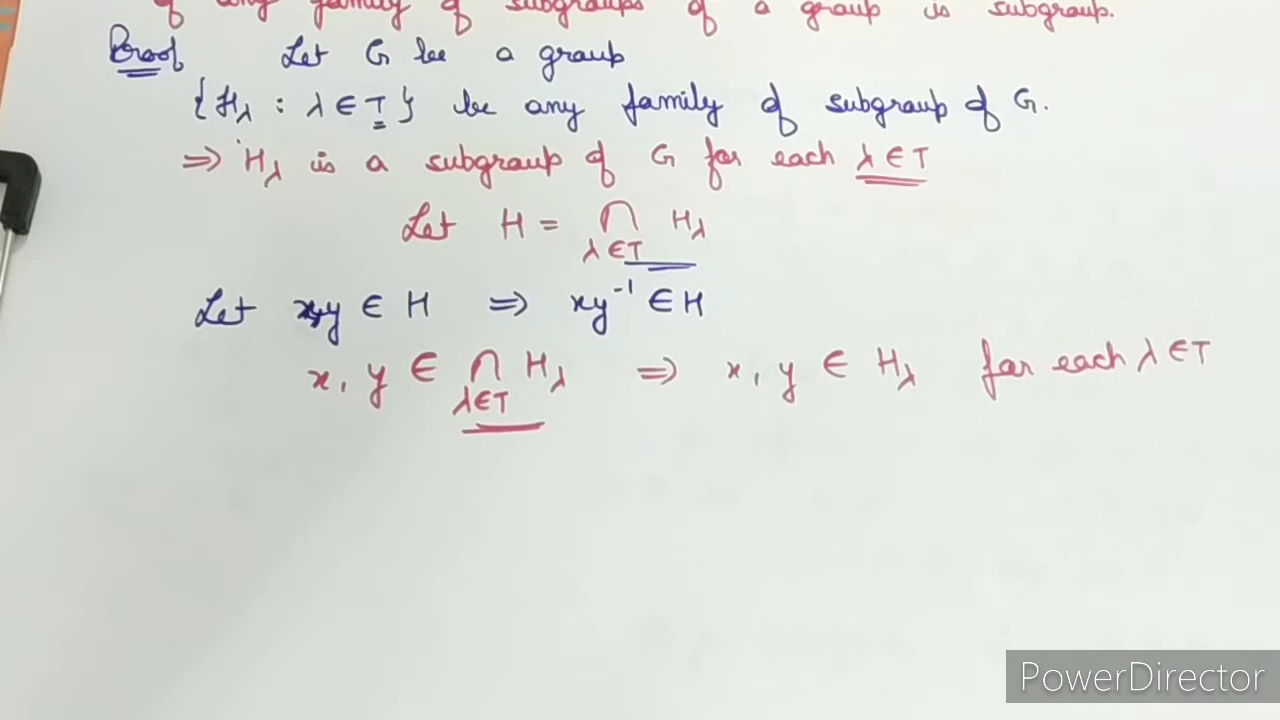 of any family of subgroups of a group is subgroup.
Proof Let G be a group
{Hλ : λ ∈ T} be any family of subgroup of G.
⇒ Hλ is a subgroup of G for each λ ∈ T
Let H = ⋂ Hλ
λ ∈ T
Let x,y ∈ H ⇒ xy⁻¹ ∈ H
x, y ∈ ⋂ Hλ ⇒ x, y ∈ Hλ for each λ ∈ T
λ∈T
PowerDirector